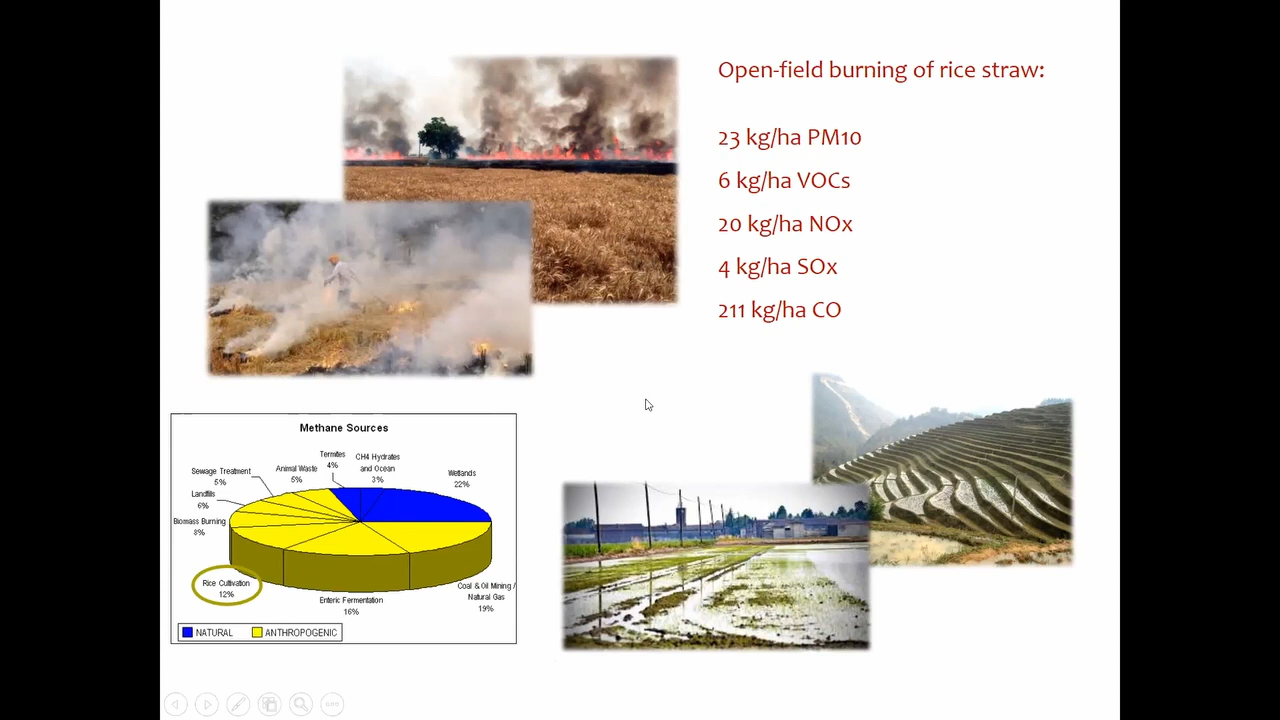 Open-field burning of rice straw:
23 kg/ha PM10
6 kg/ha VOCs
20 kg/ha NOx
4 kg/ha SOx
211 kg/ha CO
Methane Sources
Termites
4%
CH4 Hydrates
and Ocean
3%
Animal Waste
5%
Wetlands
22%
Sewage Treatment
5%
Landfills
6%
Biomass Burning
8%
Rice Cultivation
12%
Enteric Fermentation
16%
Coal & Oil Mining /
Natural Gas
19%
NATURAL
ANTHROPOGENIC